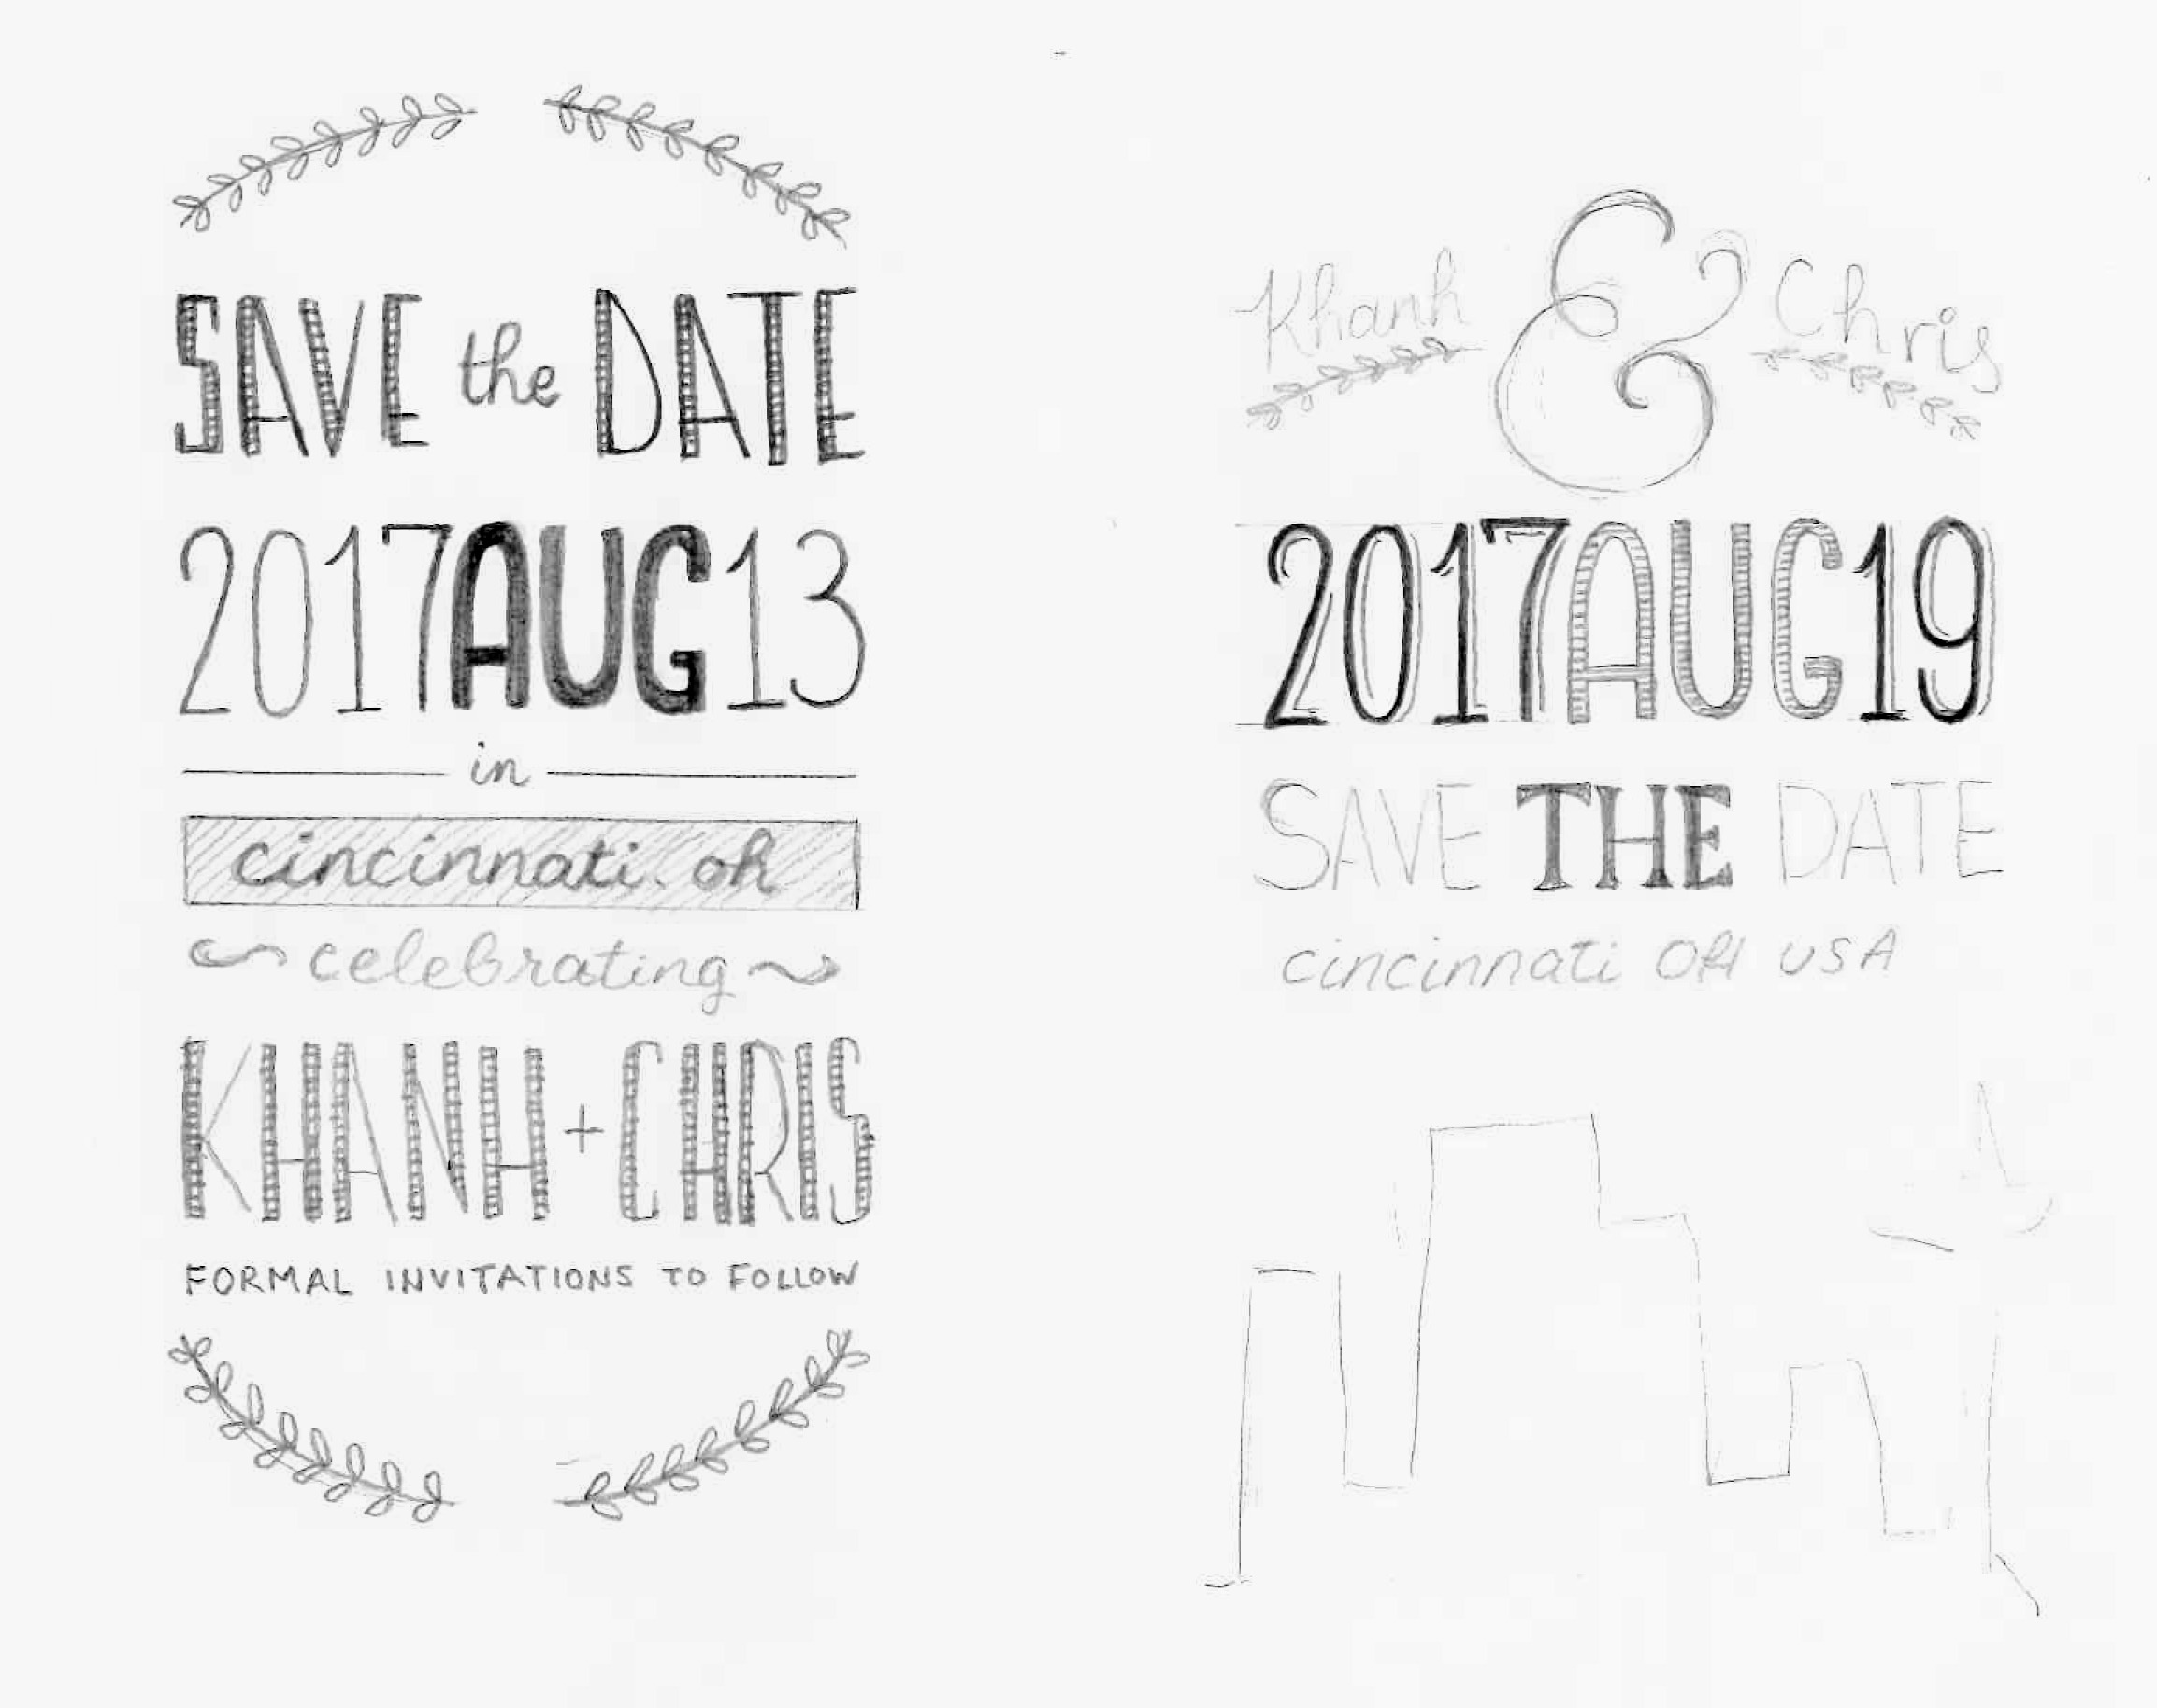 SAVE the DATE
2017AUG13
in
cincinnati. oh
celebrating
KHANH + CHRIS
FORMAL INVITATIONS TO FOLLOW
Khanh & Chris
2017AUG19
SAVE THE DATE
cincinnati OH USA